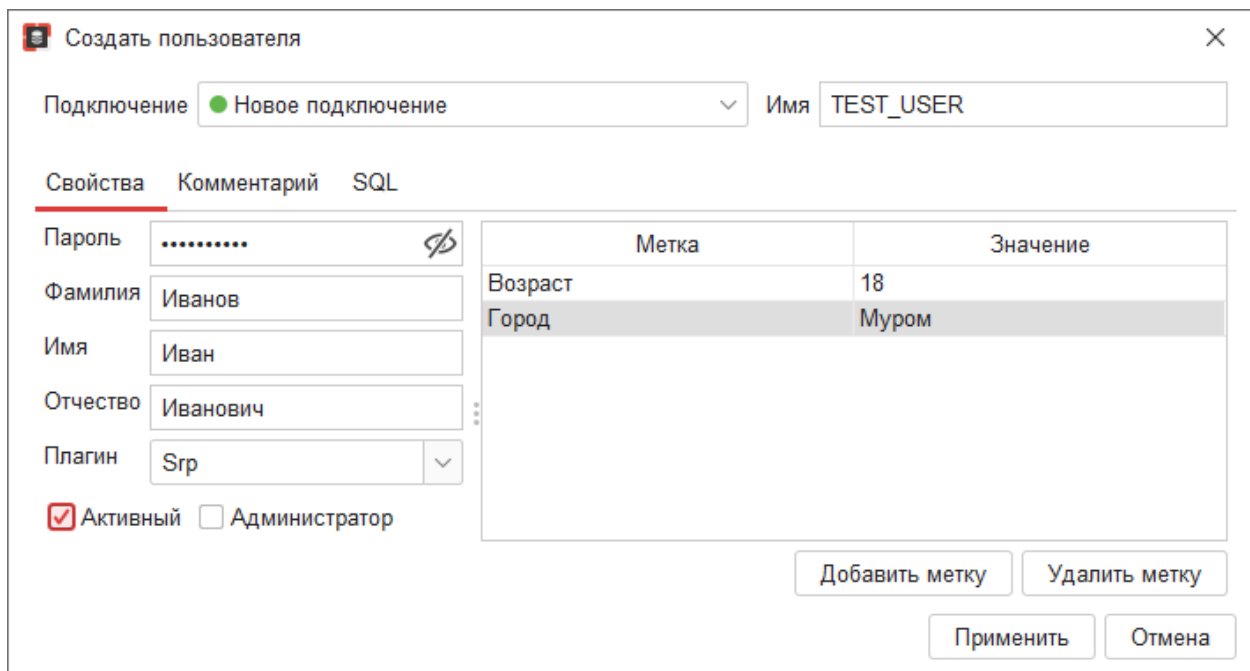 Создать пользователя
Подключение Новое подключение Имя TEST_USER
Свойства Комментарий SQL
Пароль ••••••••••
Метка Значение
Фамилия Иванов
Возраст 18
Город Муром
Имя Иван
Отчество Иванович
Плагин Srp
Активный Администратор
Добавить метку Удалить метку
Применить Отмена